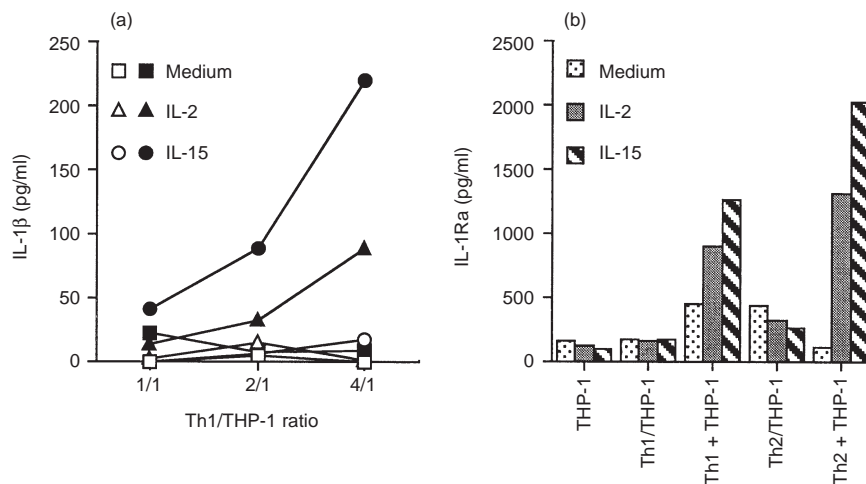 (a)
250
200
150
100
50
0
IL-1β (pg/ml)
Medium
IL-2
IL-15
1/1
2/1
4/1
Th1/THP-1 ratio
(b)
2500
2000
1500
1000
500
0
IL-1Ra (pg/ml)
Medium
IL-2
IL-15
THP-1
Th1/THP-1
Th1 + THP-1
Th2/THP-1
Th2 + THP-1